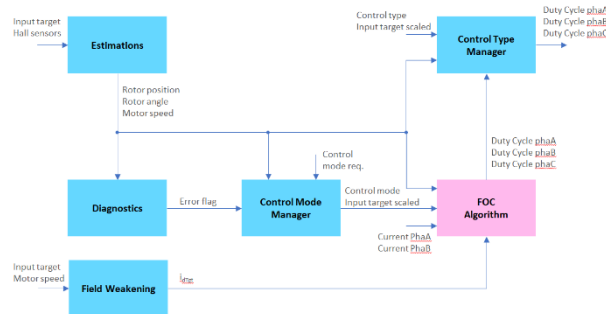 Input target
Hall sensors
Estimations
Control type
Input target scaled
Control Type
Manager
Duty Cycle phaA
Duty Cycle phaB
Duty Cycle phaC
Rotor position
Rotor angle
Motor speed
Control
mode req.
Duty Cycle phaA
Duty Cycle phaB
Duty Cycle phaC
Diagnostics
Error flag
Control Mode
Manager
Control mode
Input target scaled
FOC
Algorithm
Current PhaA
Current PhaB
Input target
Motor speed
Field Weakening